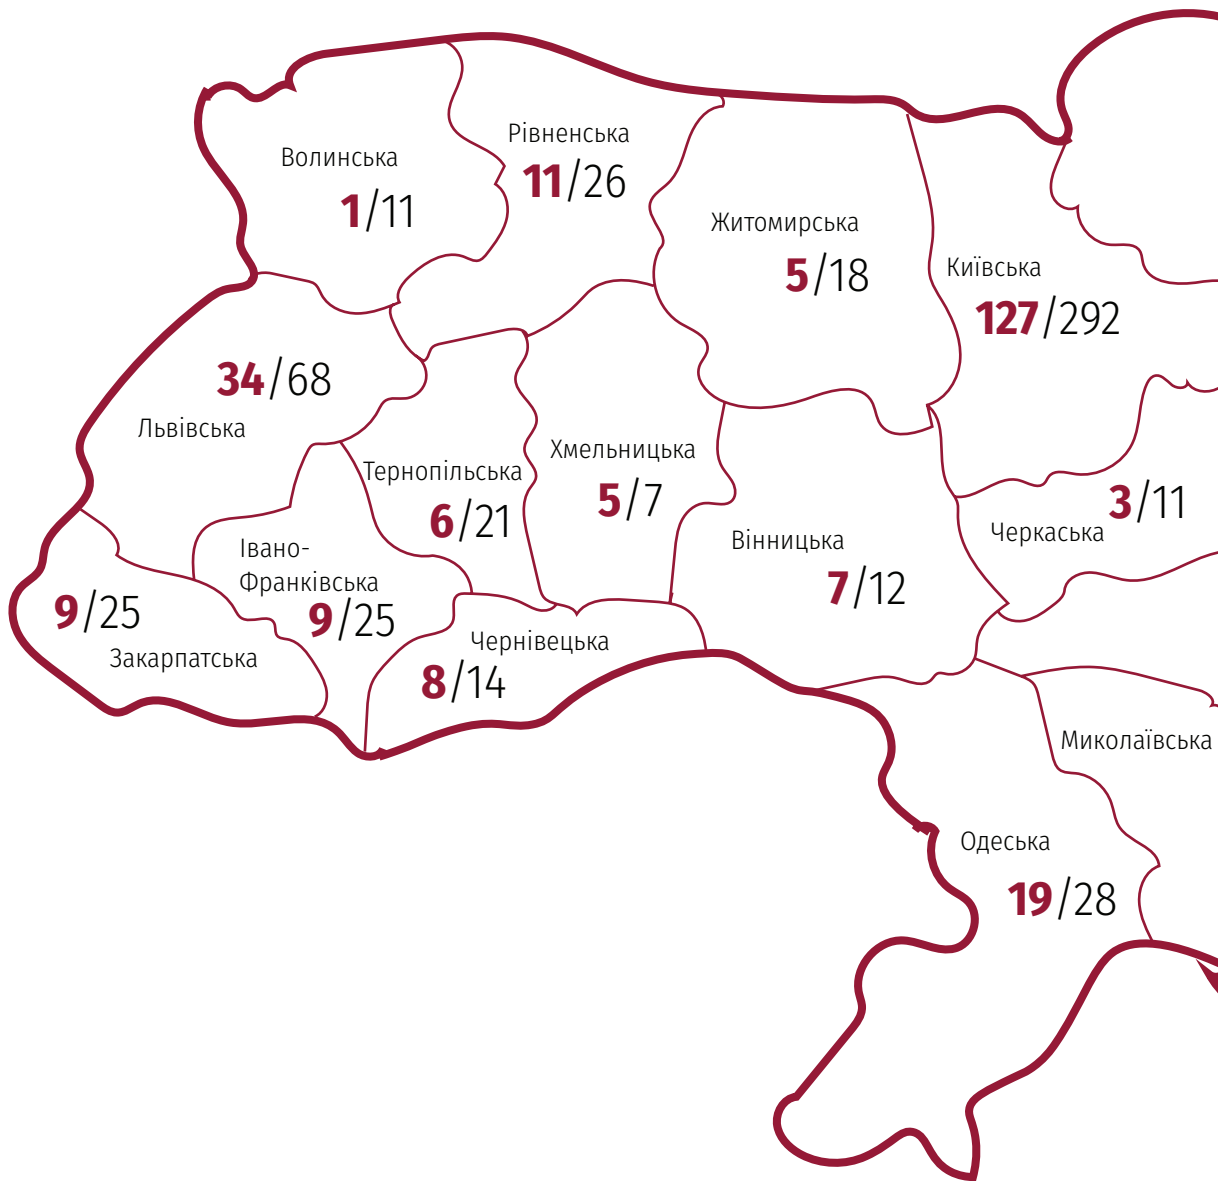 Рівненська
11/26
Волинська
1/11
Житомирська
5/18
Київська
127/292
34/68
Львівська
Тернопільська
6/21
Хмельницька
5/7
Вінницька
7/12
3/11
Черкаська
Івано-
Франківська
9/25
9/25
Закарпатська
Чернівецька
8/14
Миколаївська
Одеська
19/28